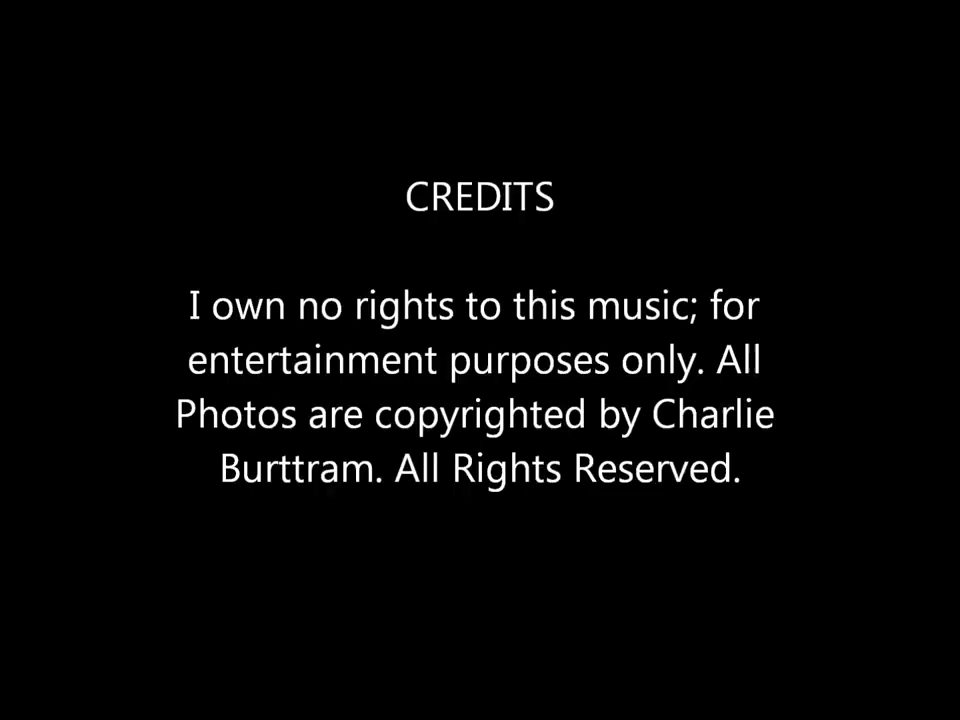 CREDITS
I own no rights to this music; for
entertainment purposes only. All
Photos are copyrighted by Charlie
Burttram. All Rights Reserved.